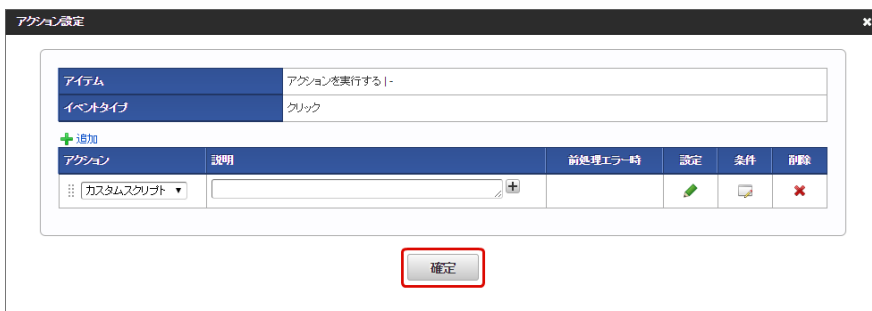 アクション設定
アイテム アクションを実行する | -
イベントタイプ クリック
追加
アクション 説明 前処理エラー時 設定 条件 削除
カスタムスクリプト
確定